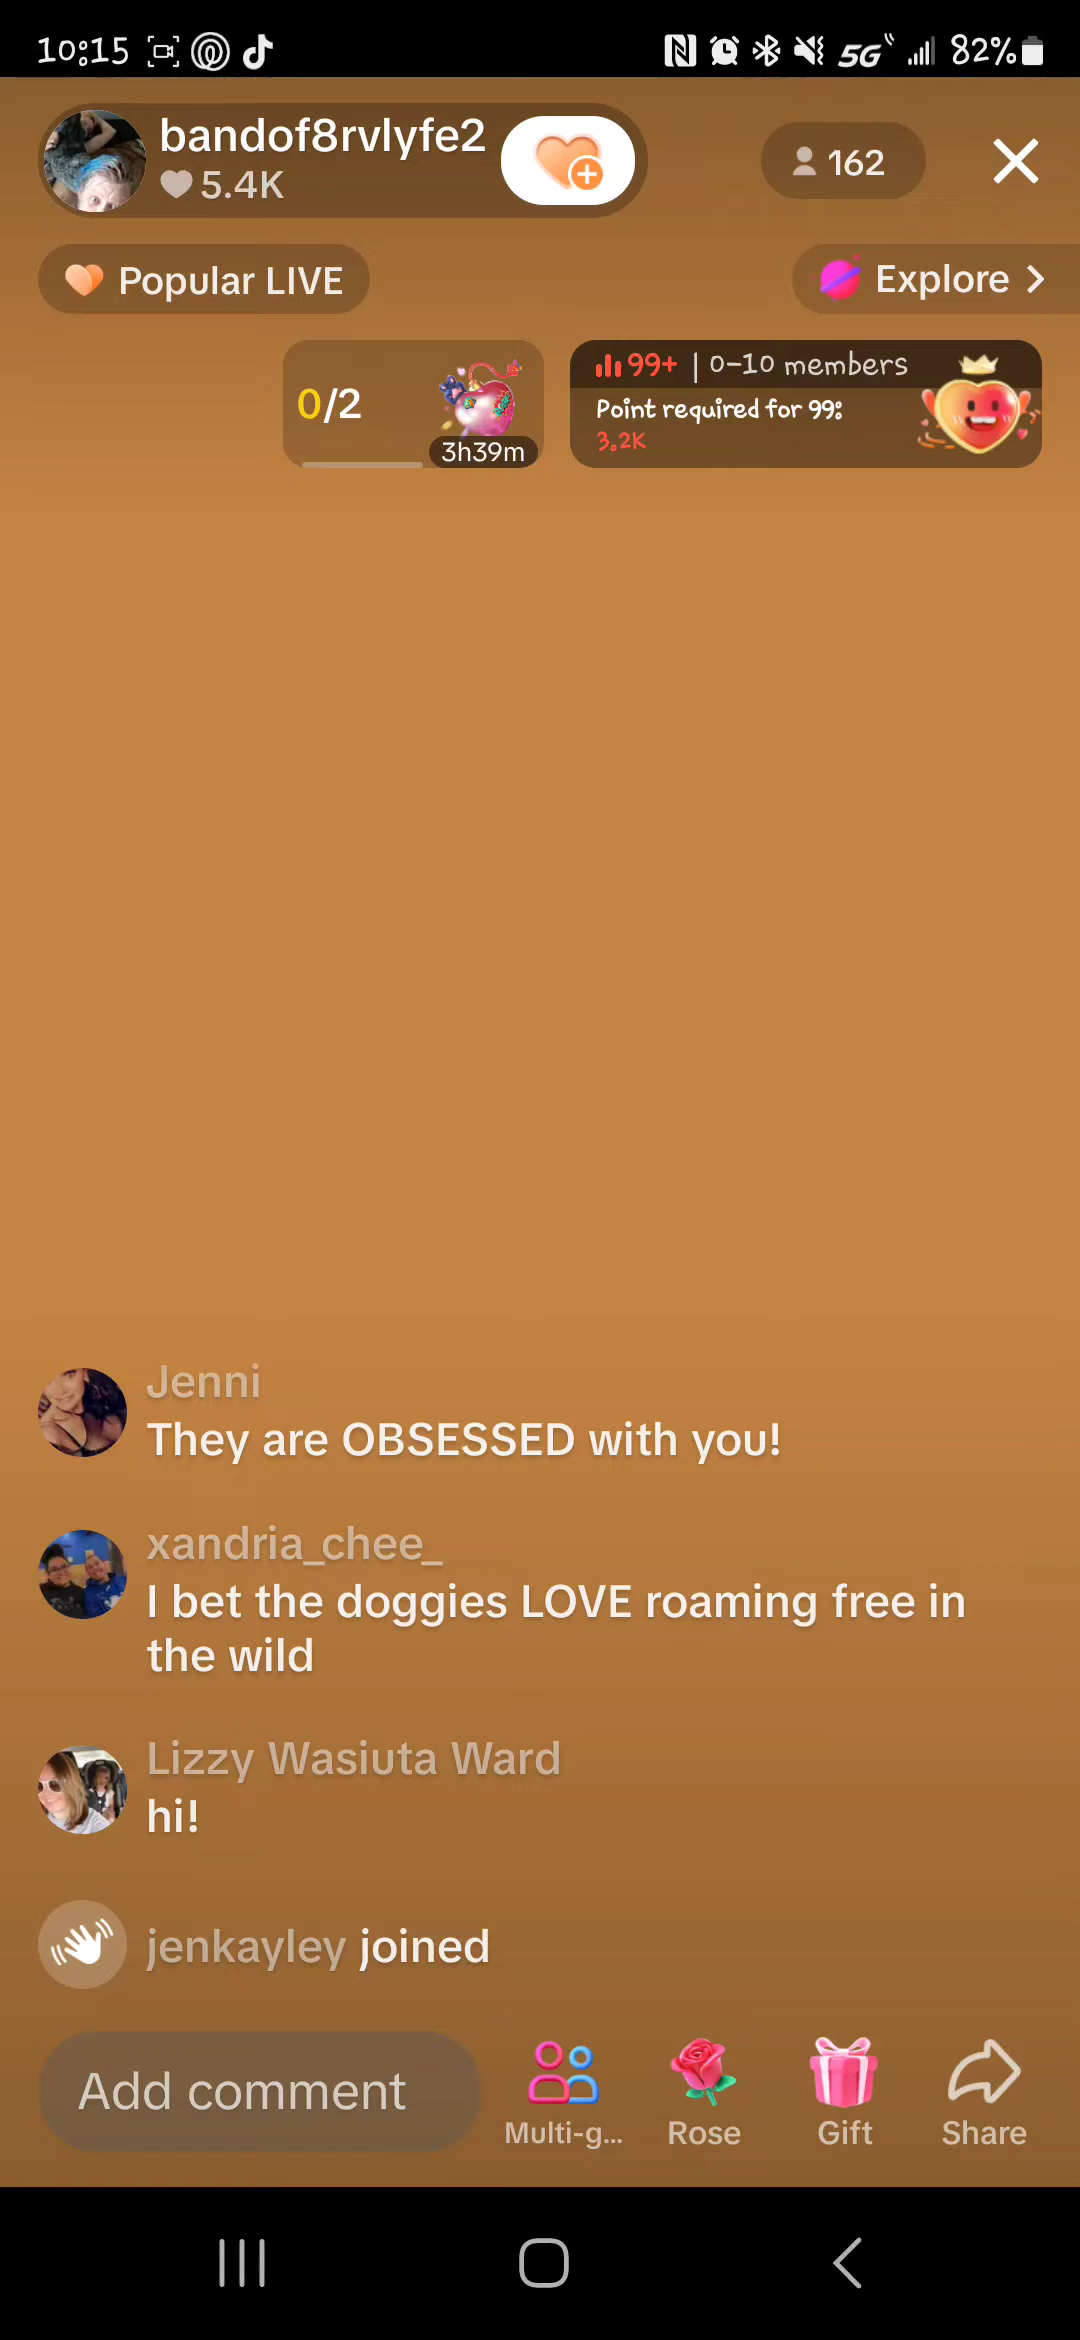 10:15
5G 82%
bandof8rvlyfe2
5.4K
162
Popular LIVE
Explore
0/2
3h39m
99+ | 0-10 members
Point required for 99:
3.2K
Jenni
They are OBSESSED with you!
xandria_chee_
I bet the doggies LOVE roaming free in
the wild
Lizzy Wasiuta Ward
hi!
jenkayley joined
Add comment
Multi-g...
Rose
Gift
Share